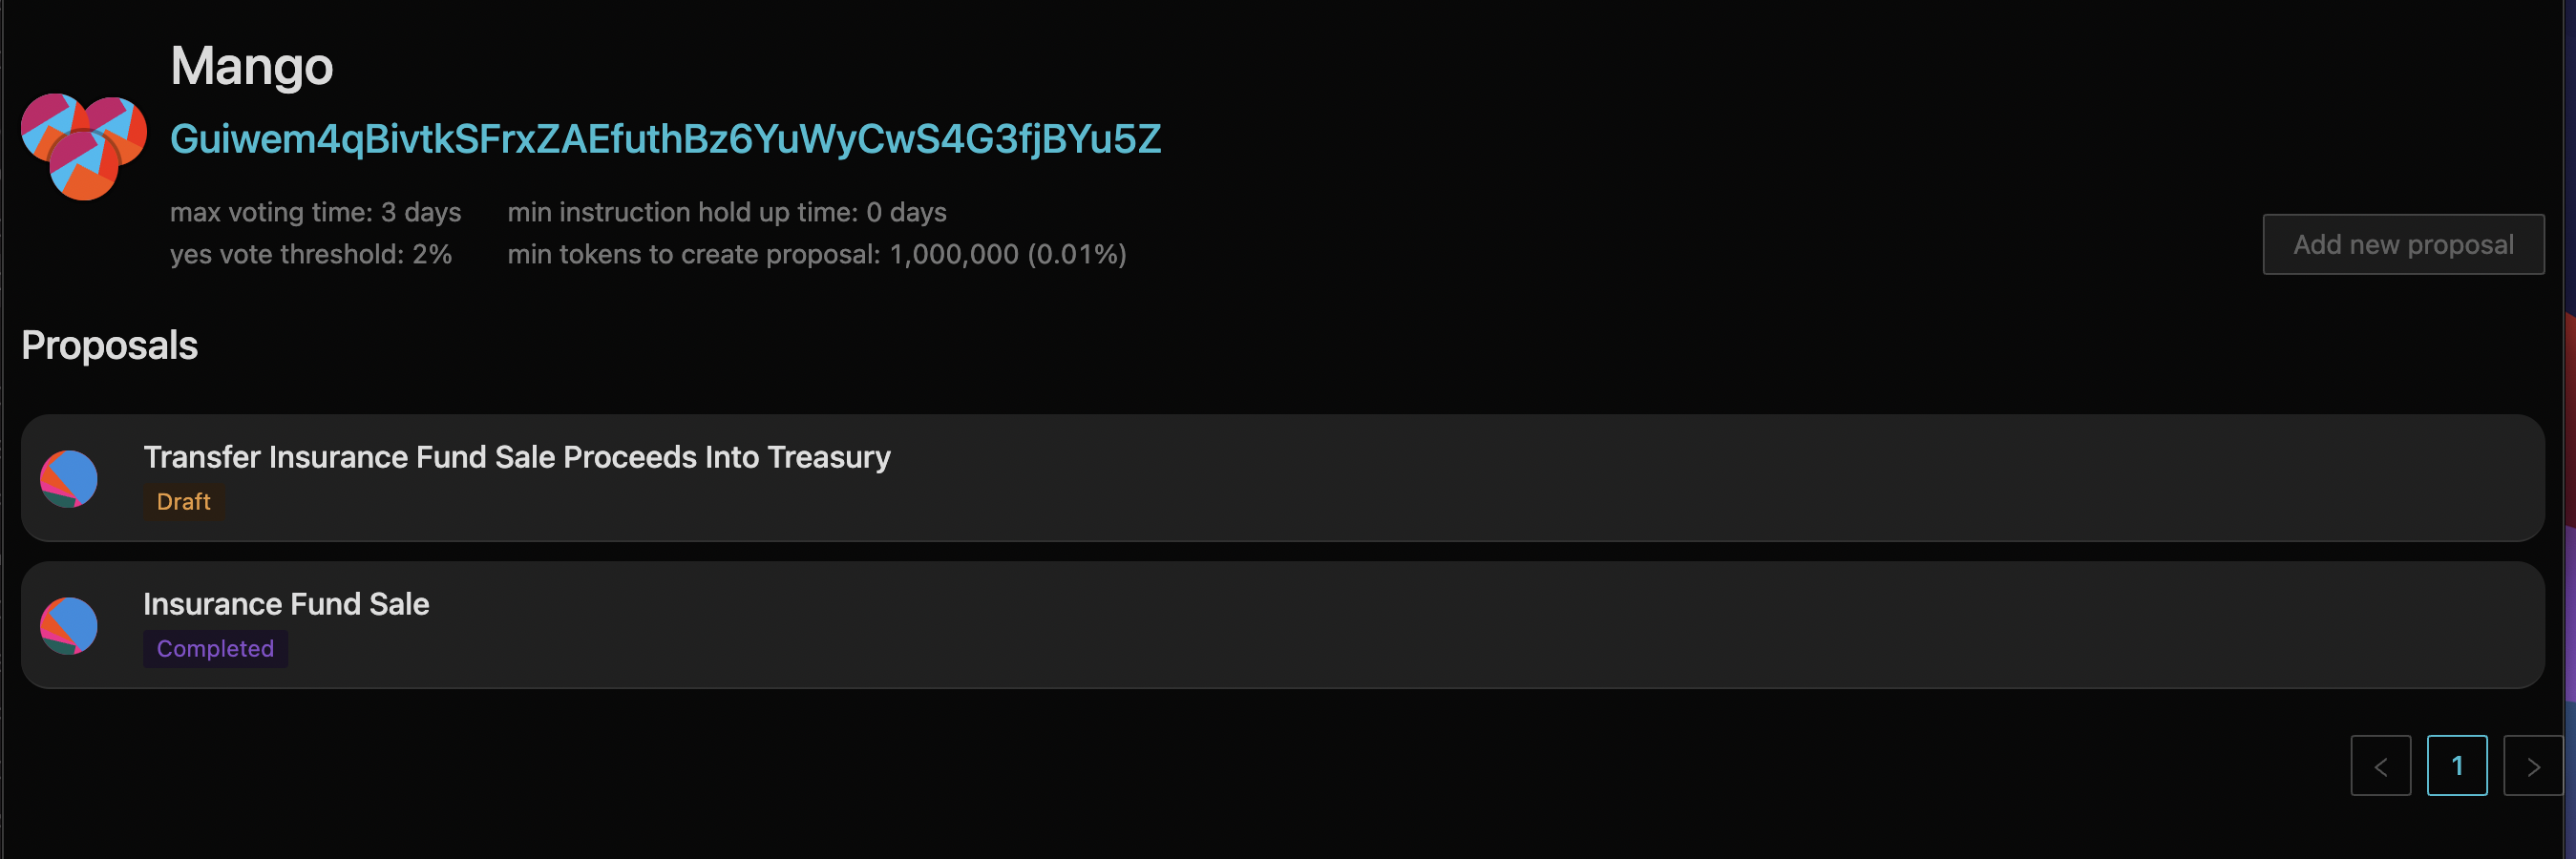 Mango
Guiwem4qBivtkSFrxZAEfuthBz6YuWyCwS4G3fjBYu5Z
max voting time: 3 days min instruction hold up time: 0 days
yes vote threshold: 2% min tokens to create proposal: 1,000,000 (0.01%)
Add new proposal
Proposals
Transfer Insurance Fund Sale Proceeds Into Treasury
Draft
Insurance Fund Sale
Completed
< 1 >